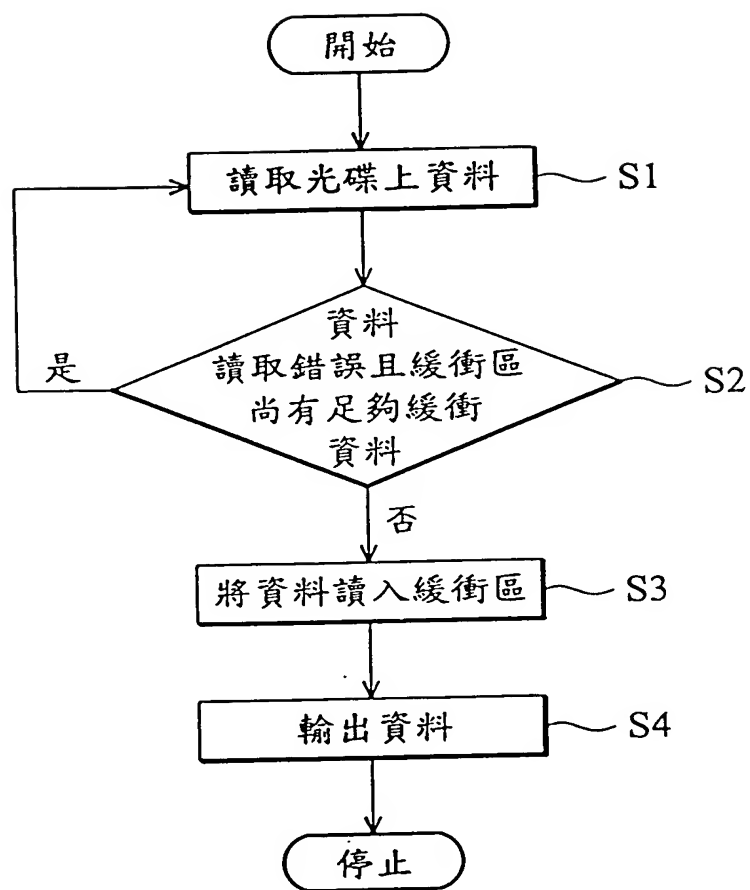 開始
讀取光碟上資料
S1
資料
讀取錯誤且緩衝區
尚有足夠緩衝
資料
S2
是
否
將資料讀入緩衝區
S3
輸出資料
S4
停止